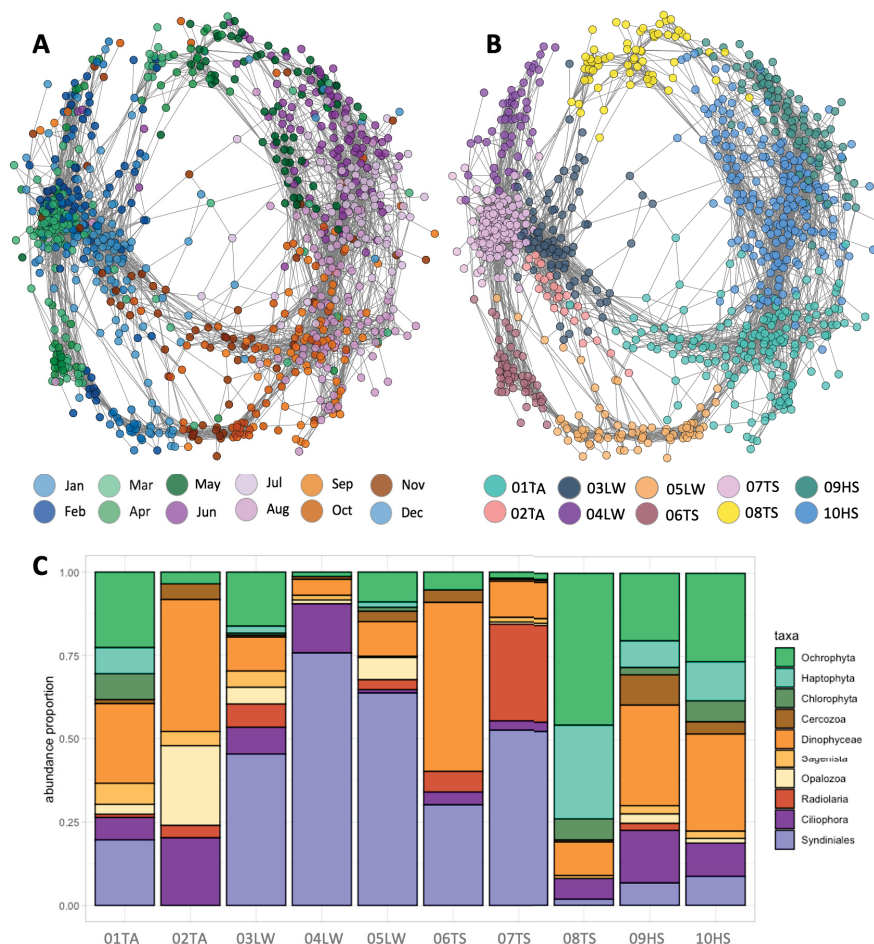 A
B
Jan Mar May Jul Sep Nov
Feb Apr Jun Aug Oct Dec
01TA 03LW 05LW 07TS 09HS
02TA 04LW 06TS 08TS 10HS
C
1.00
0.75
0.50
0.25
0.00
abundance proportion
01TA 02TA 03LW 04LW 05LW 06TS 07TS 08TS 09HS 10HS
taxa
Ochrophyta
Haptophyta
Chlorophyta
Cercozoa
Dinophyceae
Sagenista
Opalozoa
Radiolaria
Ciliophora
Syndiniales